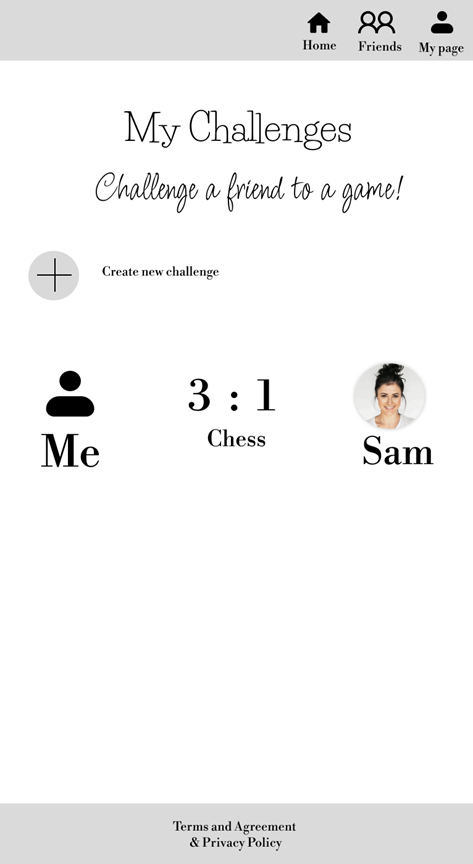 Home Friends My page
My Challenges
Challenge a friend to a game!
Create new challenge
3 : 1
Chess
Me Sam
Terms and Agreement
& Privacy Policy